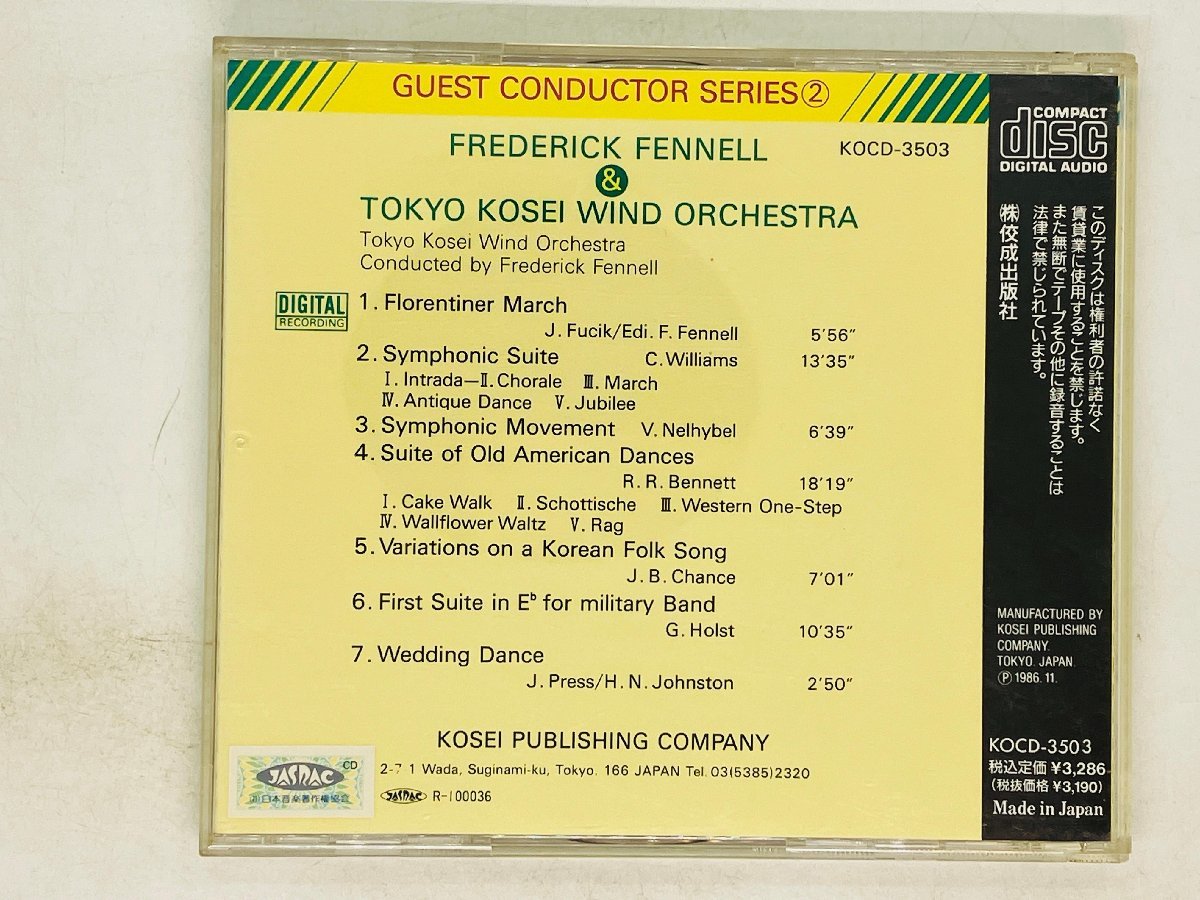 GUEST CONDUCTOR SERIES②
FREDERICK FENNELL
KOCD-3503
&
TOKYO KOSEI WIND ORCHESTRA
Tokyo Kosei Wind Orchestra
Conducted by Frederick Fennell
DIGITAL
RECORDING
1. Florentiner March
J. Fucik/Edi. F. Fennell 5'56"
2. Symphonic Suite C. Williams 13'35"
Ⅰ. Intrada—Ⅱ. Chorale Ⅲ. March
Ⅳ. Antique Dance Ⅴ. Jubilee
3. Symphonic Movement V. Nelhybel 6'39"
4. Suite of Old American Dances
R. R. Bennett 18'19"
Ⅰ. Cake Walk Ⅱ. Schottische Ⅲ. Western One-Step
Ⅳ. Wallflower Waltz Ⅴ. Rag
5. Variations on a Korean Folk Song
J. B. Chance 7'01"
6. First Suite in E♭ for military Band
G. Holst 10'35"
7. Wedding Dance
J. Press/H. N. Johnston 2'50"
KOSEI PUBLISHING COMPANY
2-7-1 Wada, Suginami-ku, Tokyo. 166 JAPAN Tel. 03(5385)2320
JASRAC R-100036
JASRAC CD
日本音楽著作権協会
COMPACT
disc
DIGITAL AUDIO
このディスクは権利者の許諾なく
賃貸業に使用することを禁じます。
また無断でテープその他に録音することは
法律で禁じられています。
㈱佼成出版社
MANUFACTURED BY
KOSEI PUBLISHING
COMPANY.
TOKYO. JAPAN.
Ⓟ 1986. 11.
KOCD-3503
税込定価 ¥3,286
(税抜価格 ¥3,190)
Made in Japan